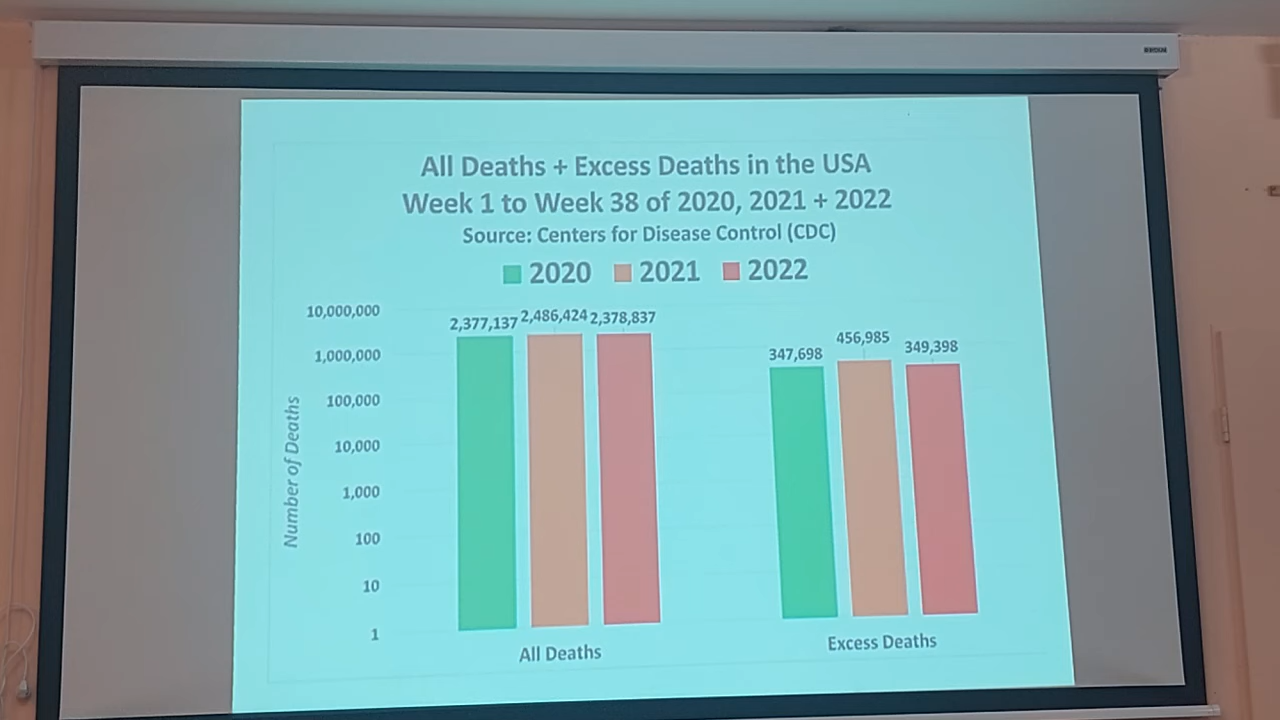 All Deaths + Excess Deaths in the USA
Week 1 to Week 38 of 2020, 2021 + 2022
Source: Centers for Disease Control (CDC)
2020 2021 2022
10,000,000
1,000,000
100,000
10,000
1,000
100
10
1
Number of Deaths
2,377,137 2,486,424 2,378,837
347,698 456,985 349,398
All Deaths Excess Deaths